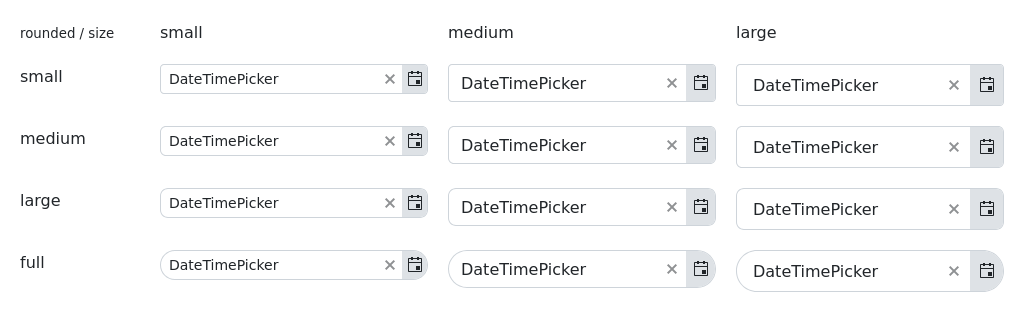 rounded / size small medium large
small DateTimePicker DateTimePicker DateTimePicker
medium DateTimePicker DateTimePicker DateTimePicker
large DateTimePicker DateTimePicker DateTimePicker
full DateTimePicker DateTimePicker DateTimePicker